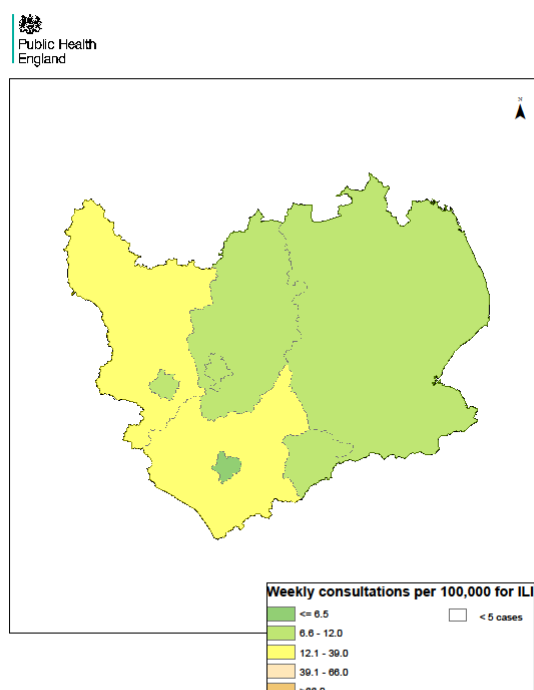 Public Health
England
N
Weekly consultations per 100,000 for ILI
<= 6.5
< 5 cases
6.6 - 12.0
12.1 - 39.0
39.1 - 66.0